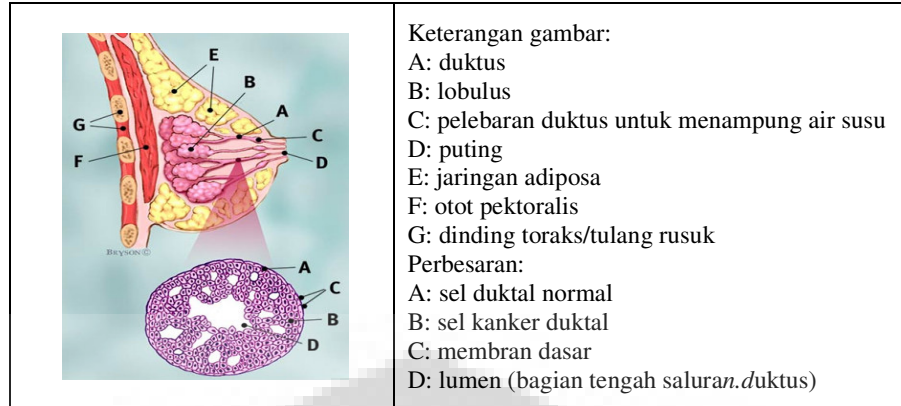 E
B
A
C
D
G
F
BRYSON ©
A
C
B
D
Keterangan gambar:
A: duktus
B: lobulus
C: pelebaran duktus untuk menampung air susu
D: puting
E: jaringan adiposa
F: otot pektoralis
G: dinding toraks/tulang rusuk
Perbesaran:
A: sel duktal normal
B: sel kanker duktal
C: membran dasar
D: lumen (bagian tengah saluran.duktus)